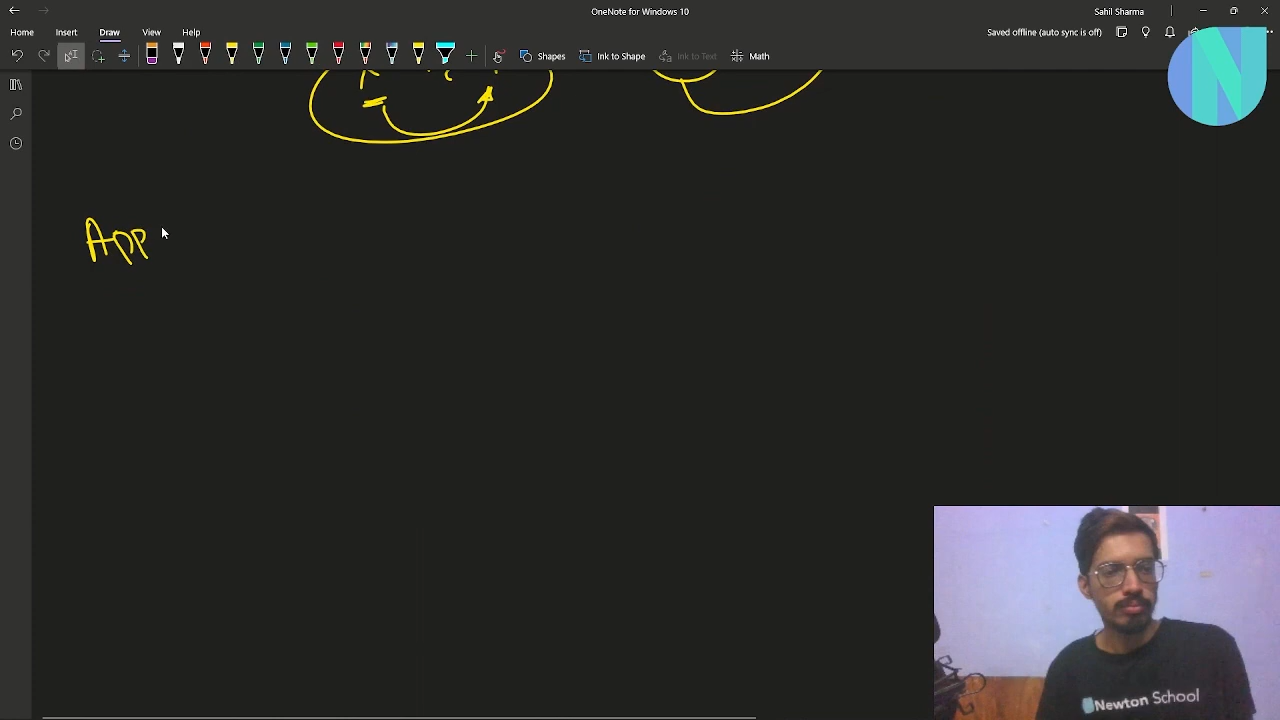 OneNote for Windows 10
Sahil Sharma
Home Insert Draw View Help
Saved offline (auto sync is off)
Shapes Ink to Shape Ink to Text Math
N
App
Newton School